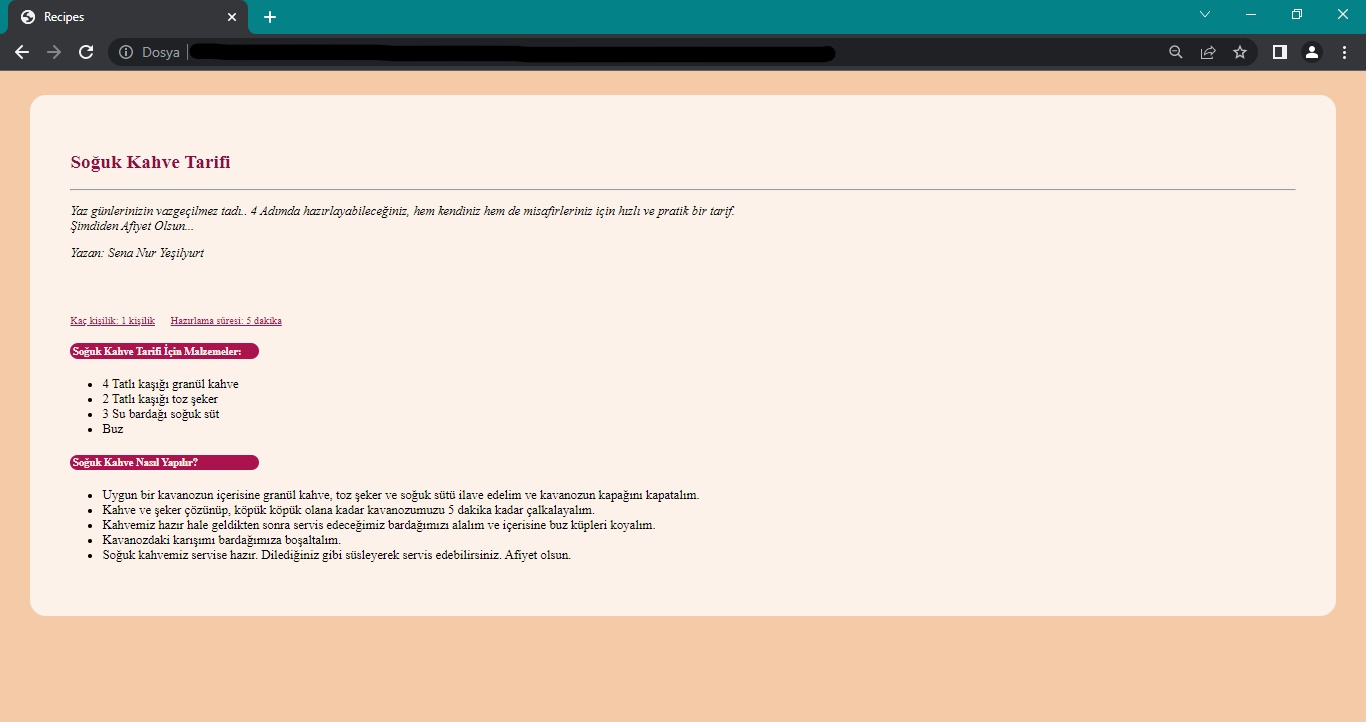 Recipes
Dosya
Soğuk Kahve Tarifi
Yaz günlerinizin vazgeçilmez tadı.. 4 Adımda hazırlayabileceğiniz, hem kendiniz hem de misafirleriniz için hızlı ve pratik bir tarif.
Şimdiden Afiyet Olsun...
Yazan: Sena Nur Yeşilyurt
Kaç kişilik: 1 kişilik Hazırlama süresi: 5 dakika
Soğuk Kahve Tarifi İçin Malzemeler:
• 4 Tatlı kaşığı granül kahve
• 2 Tatlı kaşığı toz şeker
• 3 Su bardağı soğuk süt
• Buz
Soğuk Kahve Nasıl Yapılır?
• Uygun bir kavanozun içerisine granül kahve, toz şeker ve soğuk sütü ilave edelim ve kavanozun kapağını kapatalım.
• Kahve ve şeker çözünüp, köpük köpük olana kadar kavanozumuzu 5 dakika kadar çalkalayalım.
• Kahvemiz hazır hale geldikten sonra servis edeceğimiz bardağımızı alalım ve içerisine buz küpleri koyalım.
• Kavanozdaki karışımı bardağımıza boşaltalım.
• Soğuk kahvemiz servise hazır. Dilediğiniz gibi süsleyerek servis edebilirsiniz. Afiyet olsun.